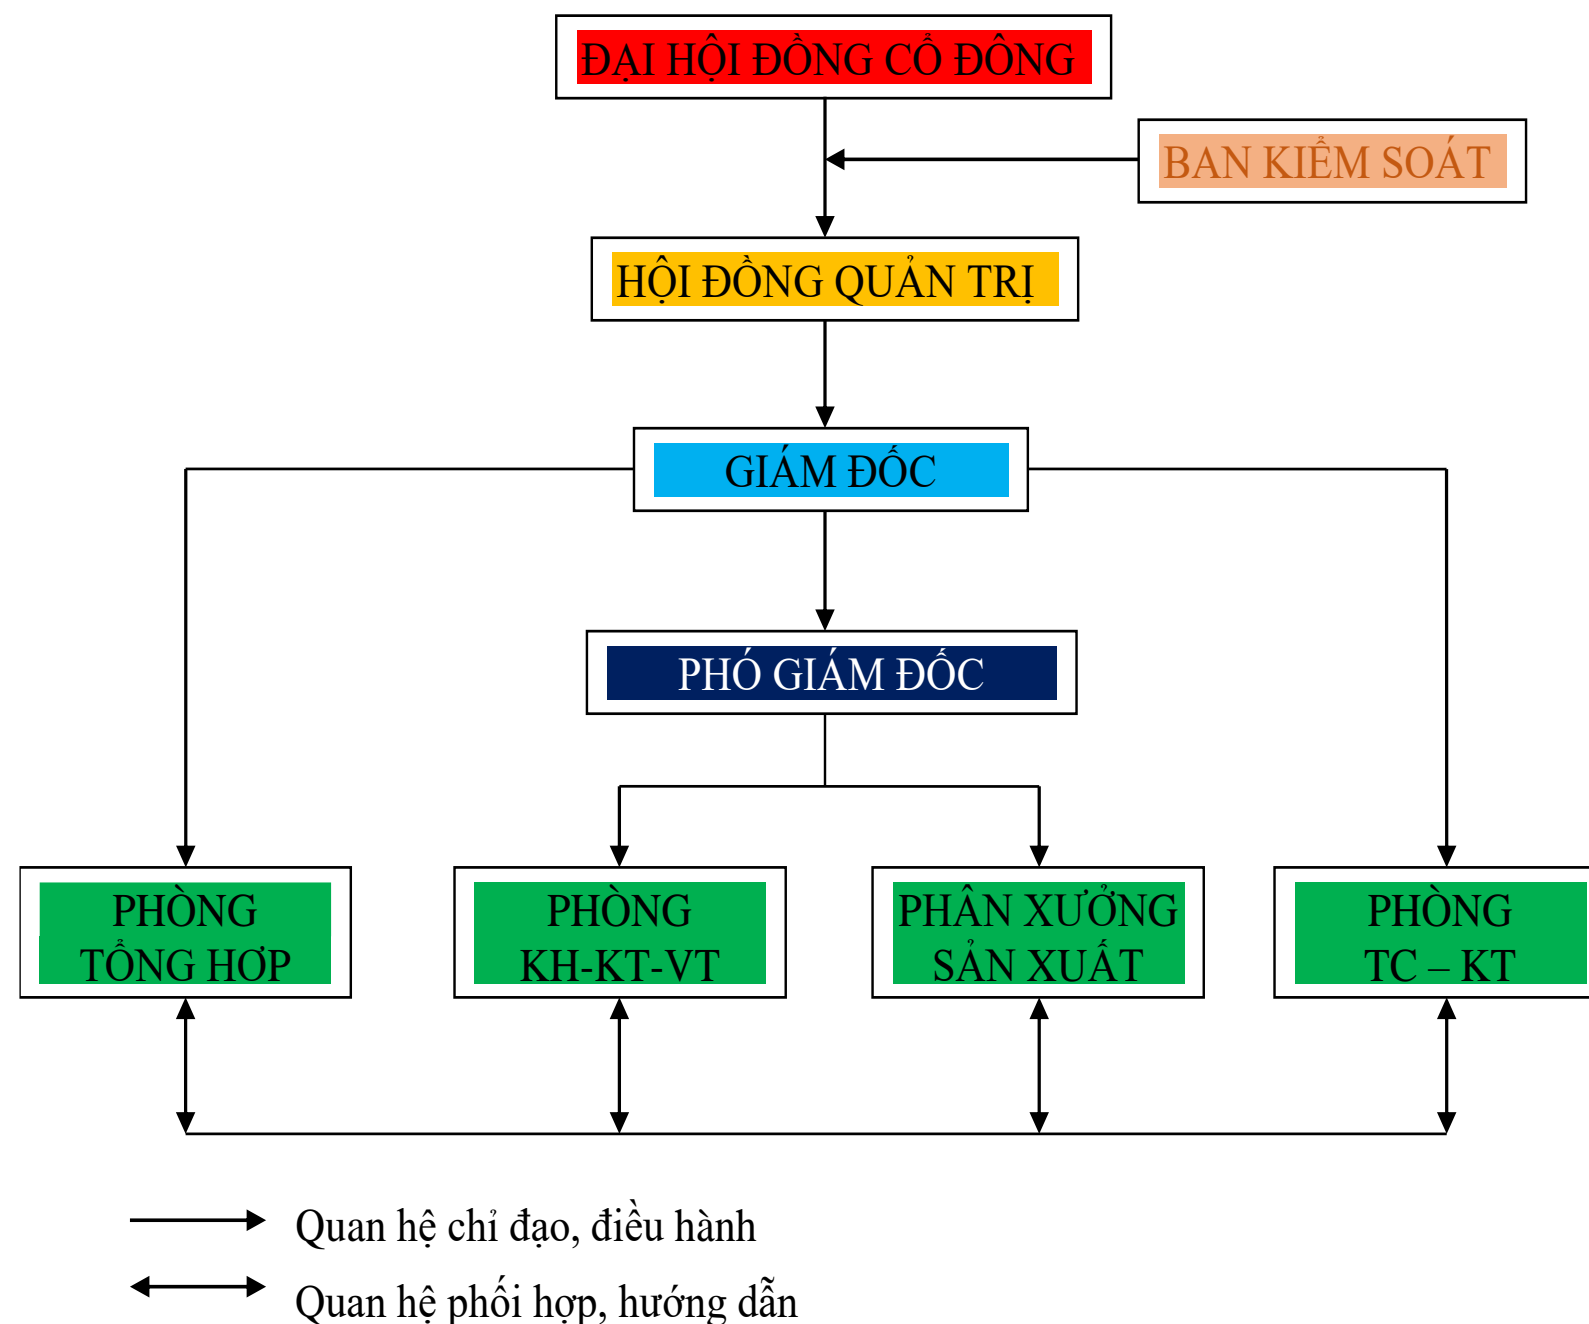 ĐẠI HỘI ĐỒNG CỔ ĐÔNG
BAN KIỂM SOÁT
HỘI ĐỒNG QUẢN TRỊ
GIÁM ĐỐC
PHÓ GIÁM ĐỐC
PHÒNG
TỔNG HƠP
PHÒNG
KH-KT-VT
PHÂN XƯỞNG
SẢN XUẤT
PHÒNG
TC – KT
Quan hệ chỉ đạo, điều hành
Quan hệ phối hợp, hướng dẫn